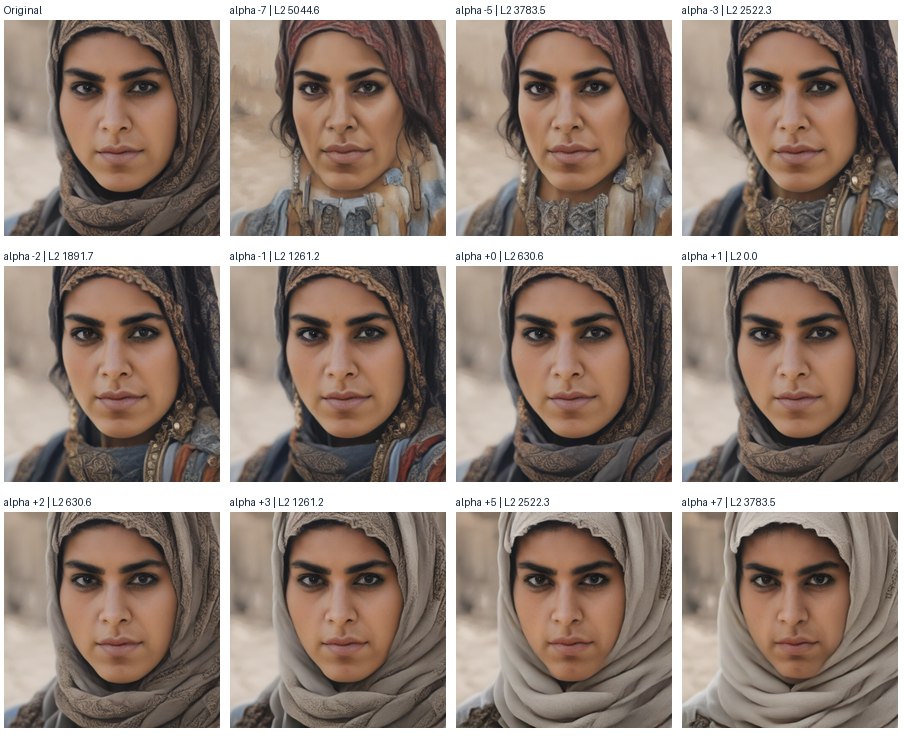 Original
alpha -7 | L2 5044.6
alpha -5 | L2 3783.5
alpha -3 | L2 2522.3
alpha -2 | L2 1891.7
alpha -1 | L2 1261.2
alpha +0 | L2 630.6
alpha +1 | L2 0.0
alpha +2 | L2 630.6
alpha +3 | L2 1261.2
alpha +5 | L2 2522.3
alpha +7 | L2 3783.5